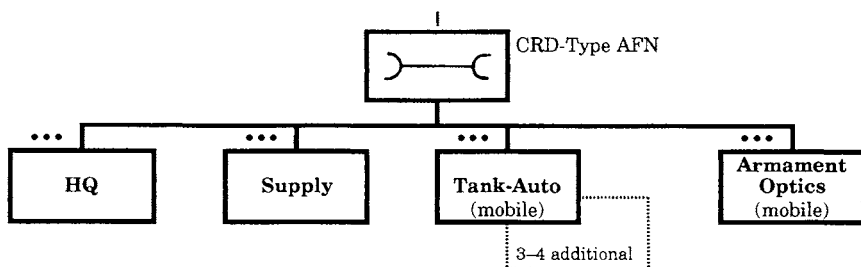 CRD-Type AFN
HQ
Supply
Tank-Auto
(mobile)
Armament
Optics
(mobile)
3–4 additional